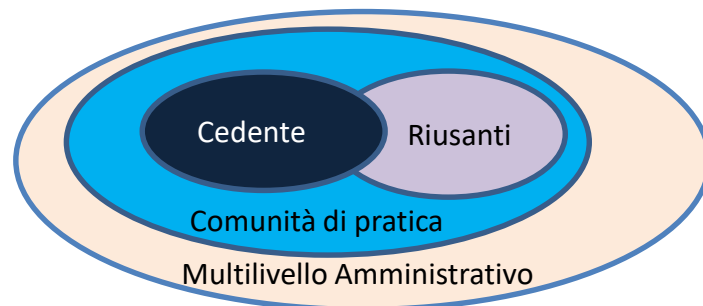 Cedente
Riusanti
Comunità di pratica
Multilivello Amministrativo